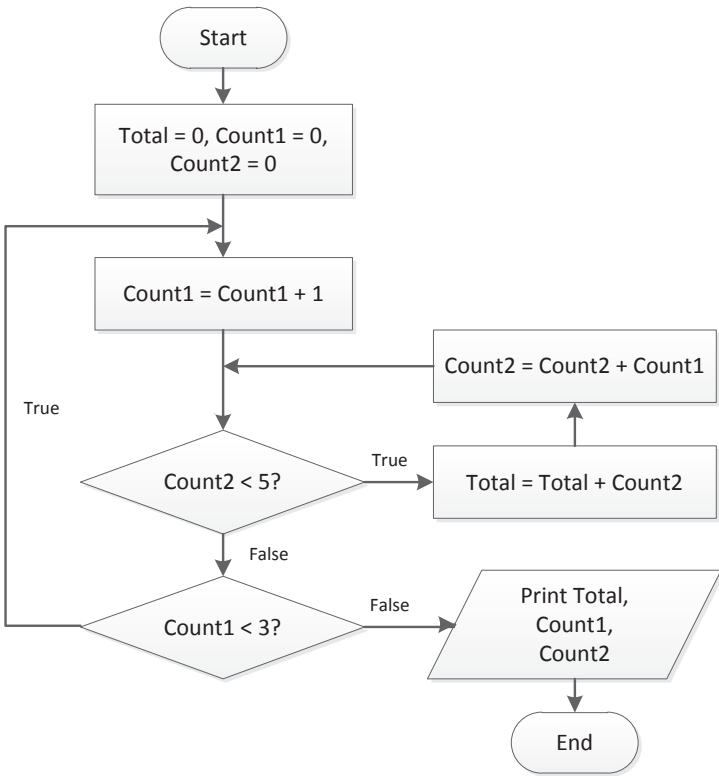 Start
Total = 0, Count1 = 0,
Count2 = 0
Count1 = Count1 + 1
Count2 = Count2 + Count1
True
Count2 < 5?
True
Total = Total + Count2
False
Count1 < 3?
False
Print Total,
Count1,
Count2
End